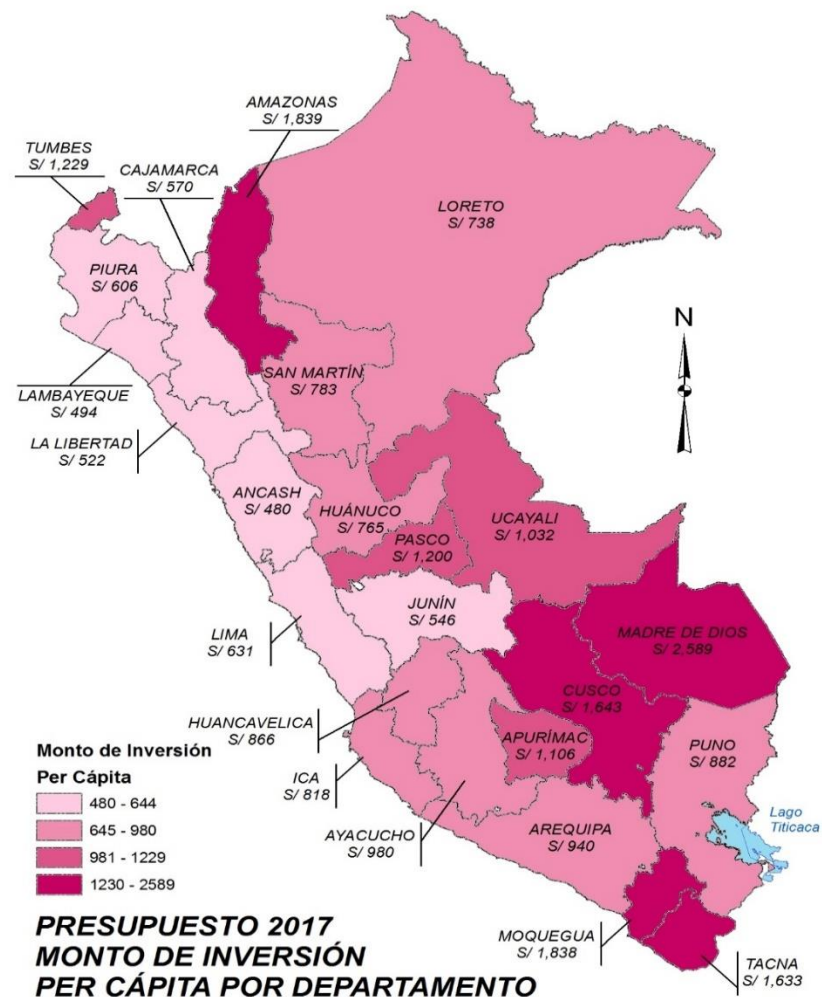 AMAZONAS
S/ 1,839
TUMBES
S/ 1,229
CAJAMARCA
S/ 570
LORETO
S/ 738
PIURA
S/ 606
N
SAN MARTÍN
S/ 783
LAMBAYEQUE
S/ 494
LA LIBERTAD
S/ 522
ANCASH
S/ 480
HUÁNUCO
S/ 765
UCAYALI
S/ 1,032
PASCO
S/ 1,200
JUNÍN
S/ 546
LIMA
S/ 631
MADRE DE DIOS
S/ 2,589
CUSCO
S/ 1,643
HUANCAVELICA
S/ 866
APURÍMAC
S/ 1,106
PUNO
S/ 882
ICA
S/ 818
AYACUCHO
S/ 980
AREQUIPA
S/ 940
Lago
Titicaca
MOQUEGUA
S/ 1,838
TACNA
S/ 1,633
Monto de Inversión
Per Cápita
480 - 644
645 - 980
981 - 1229
1230 - 2589
PRESUPUESTO 2017
MONTO DE INVERSIÓN
PER CÁPITA POR DEPARTAMENTO